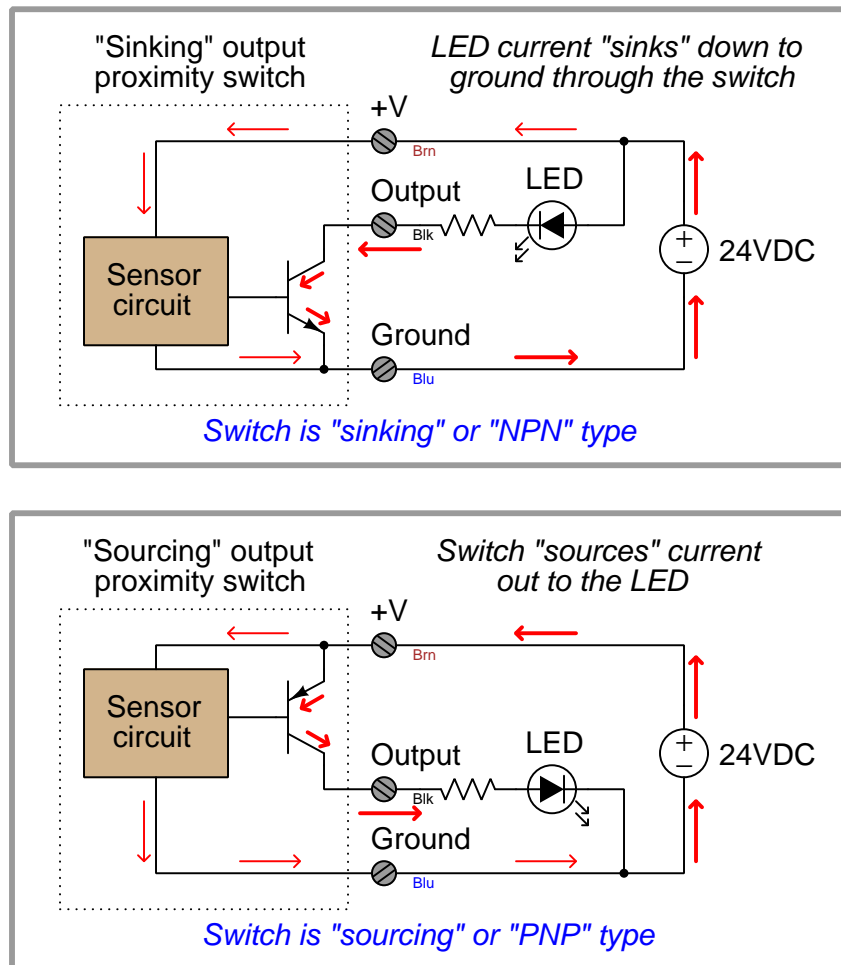 "Sinking" output
proximity switch
LED current "sinks" down to
ground through the switch
+V
Brn
Output
LED
Blk
+
−
24VDC
Sensor
circuit
Ground
Blu
Switch is "sinking" or "NPN" type
"Sourcing" output
proximity switch
Switch "sources" current
out to the LED
+V
Brn
Sensor
circuit
Output
LED
Blk
+
−
24VDC
Ground
Blu
Switch is "sourcing" or "PNP" type